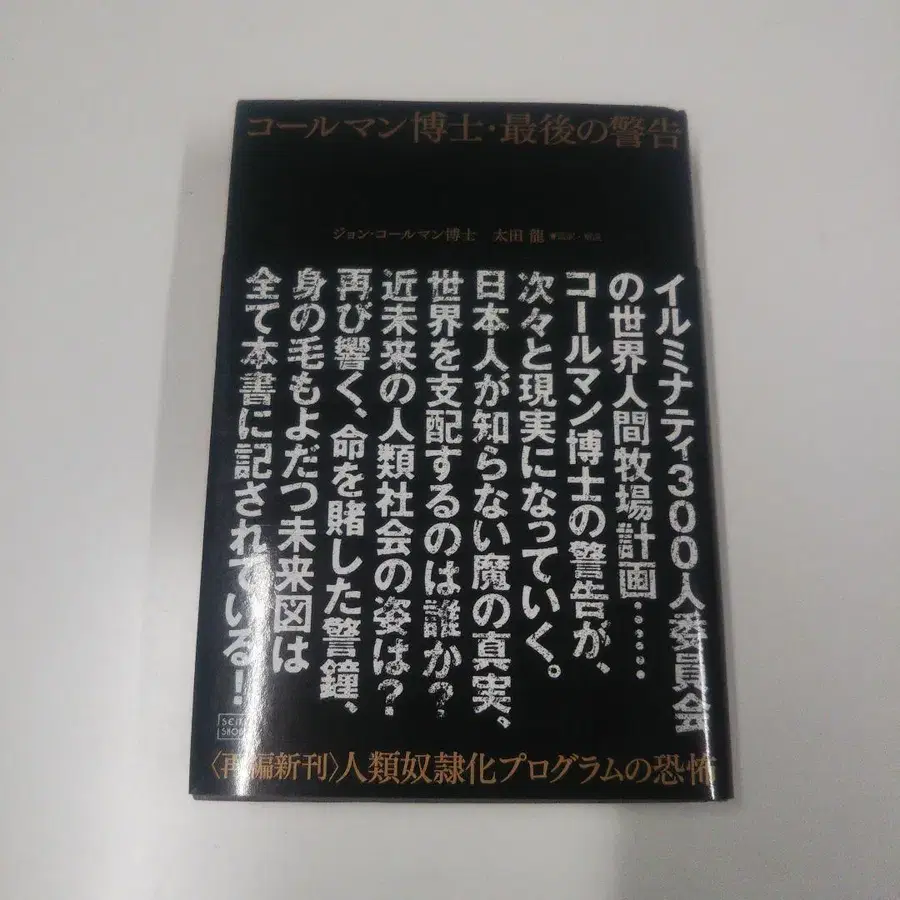 コールマン博士・最後の警告
ジョン・コールマン博士 太田 龍 監訳・解説
イルミナティ300人委員会
の世界人間牧場計画……
コールマン博士の警告が、
次々と現実になっていく。
日本人が知らない魔の真実、
世界を支配するのは誰か?
近未来の人類社会の姿は?
再び響く、命を賭した警鐘、
身の毛もよだつ未来図は
全て本書に記されている!!
SEIKO
SHOBO
〈再編新刊〉人類奴隷化プログラムの恐怖